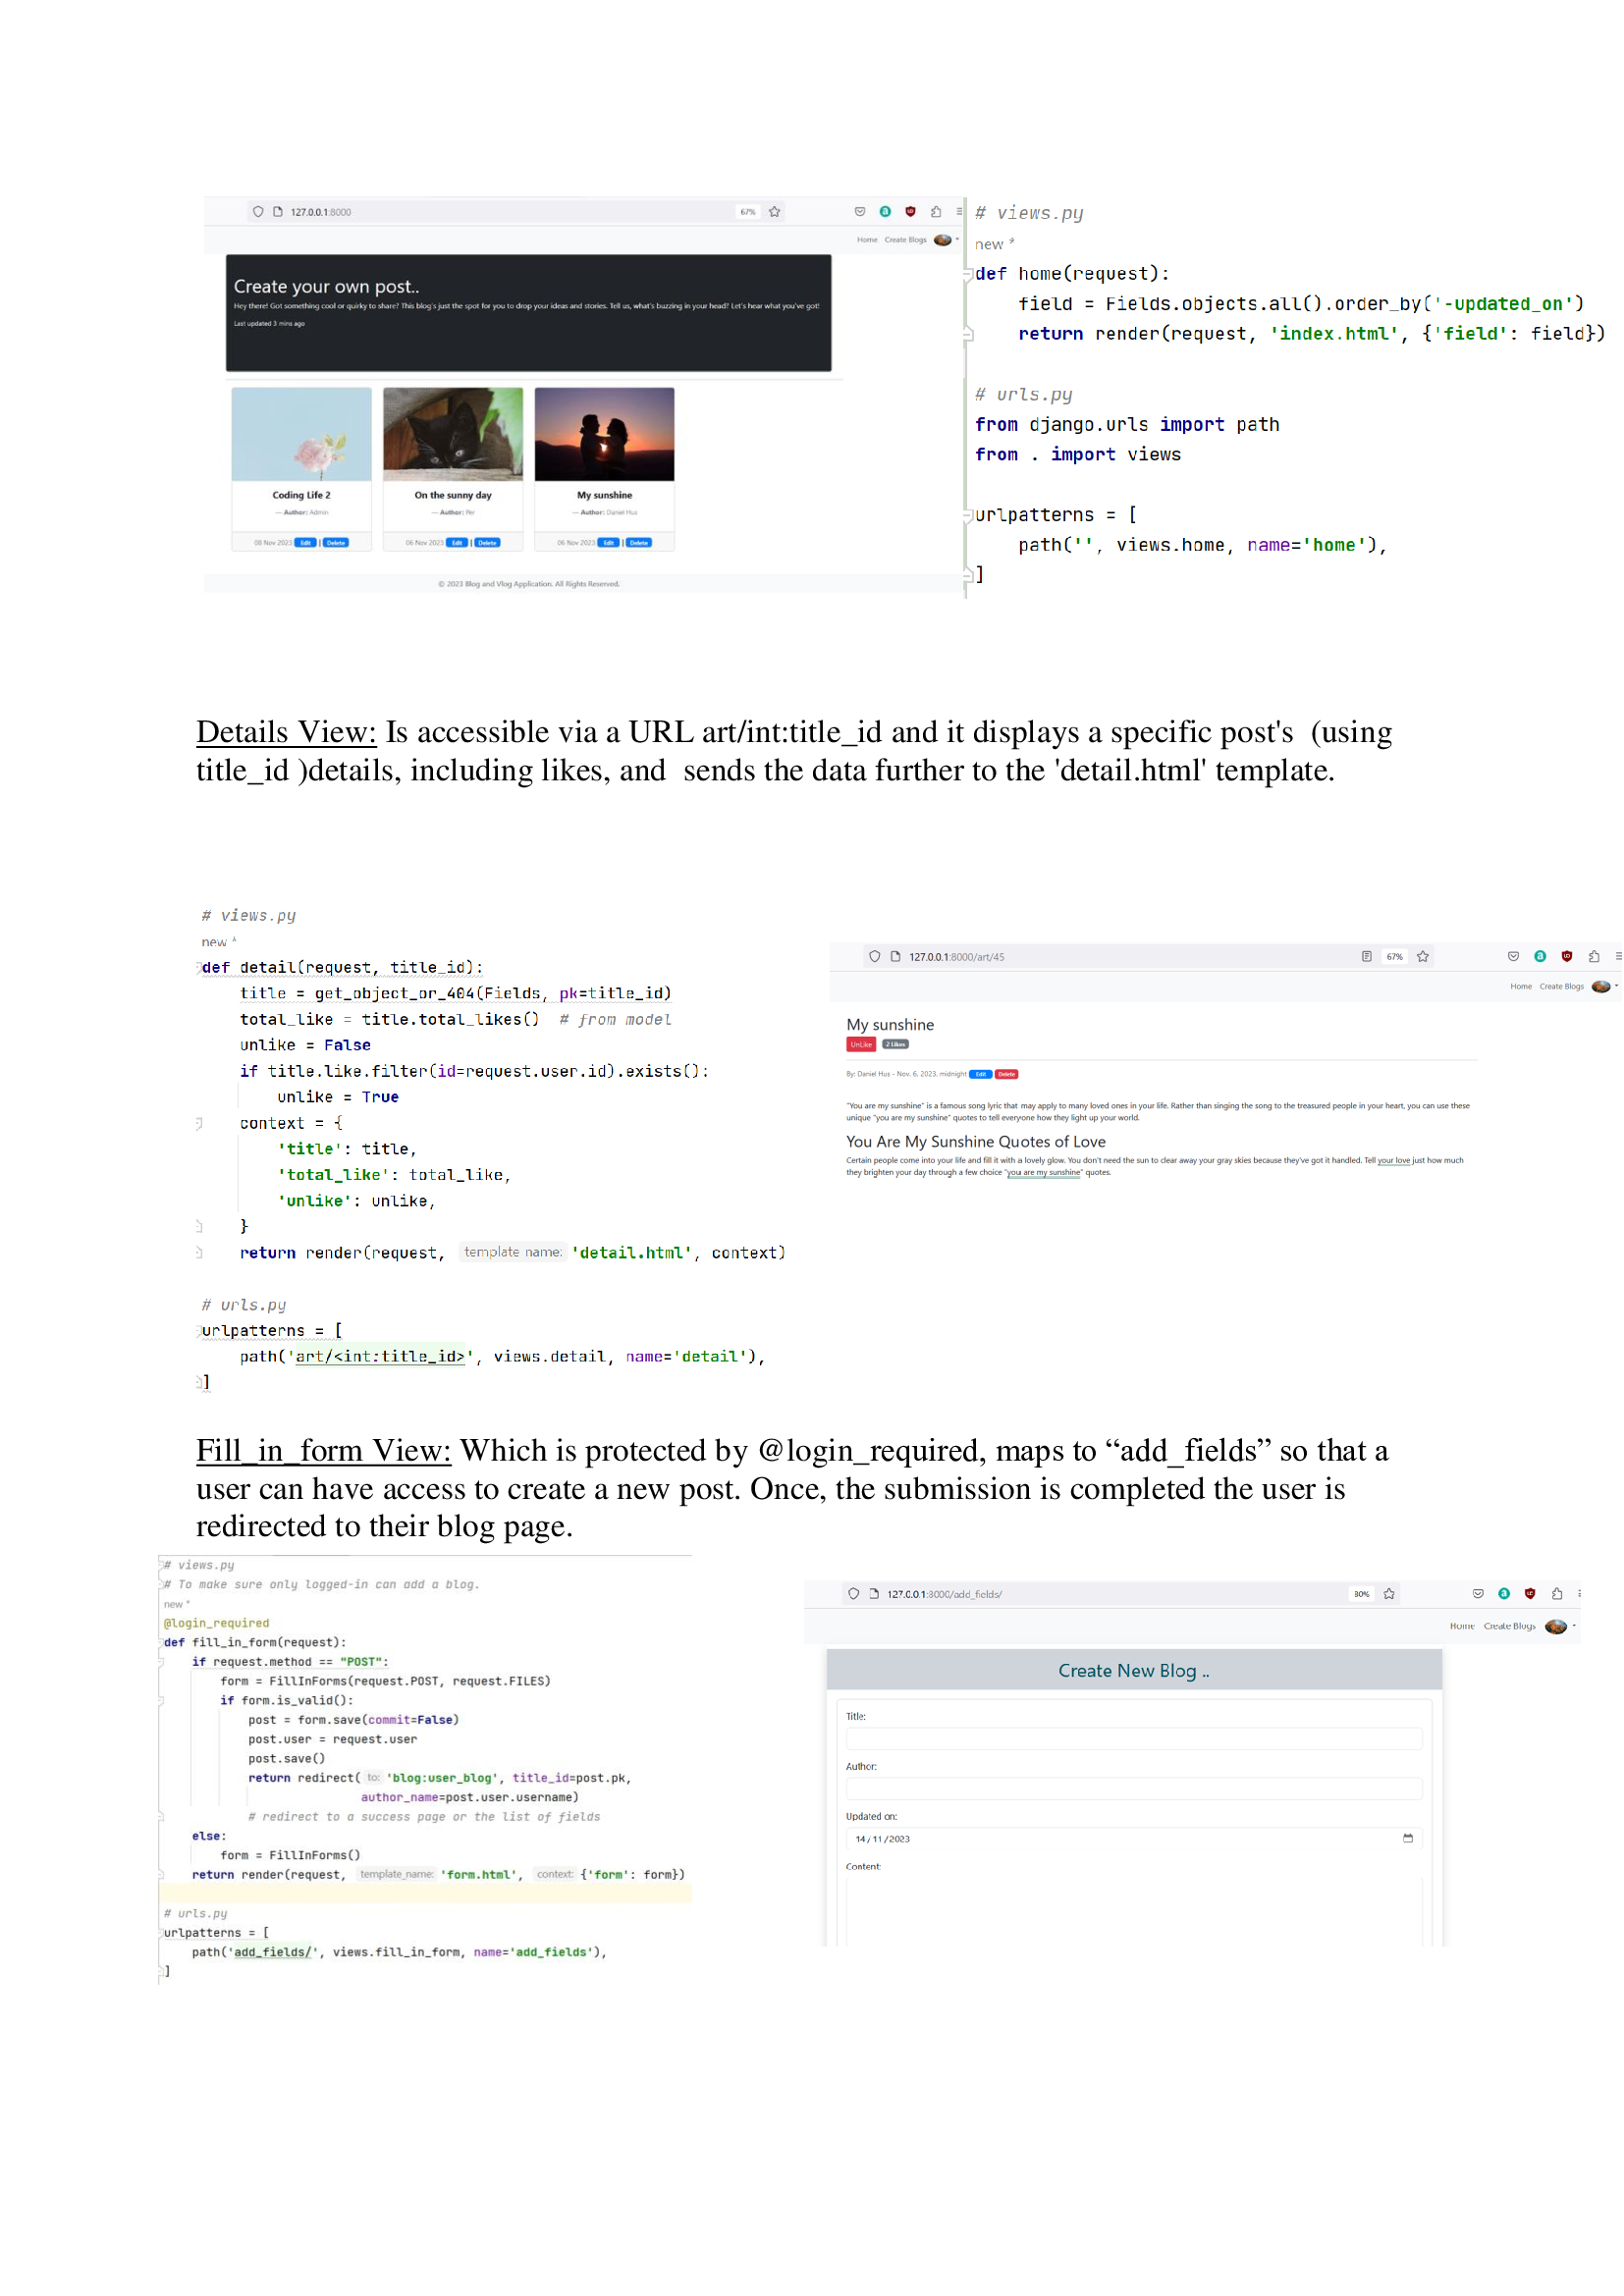 127.0.0.1:8000
67%
Home Create Blogs
Create your own post..
Hey there! Got something cool or quirky to share? This blog's just the spot for you to drop your ideas and stories. Tell us, what's buzzing in your head? Let's hear what you've got!
Last updated 3 mins ago
Coding Life 2
— Author: Admin
08 Nov 2023 Edit | Delete
On the sunny day
— Author: Per
06 Nov 2023 Edit | Delete
My sunshine
— Author: Daniel Hus
06 Nov 2023 Edit | Delete
© 2023 Blog and Vlog Application. All Rights Reserved.
# views.py
new *
def home(request):
field = Fields.objects.all().order_by('-updated_on')
return render(request, 'index.html', {'field': field})
# urls.py
from django.urls import path
from . import views
urlpatterns = [
path('', views.home, name='home'),
]
Details View: Is accessible via a URL art/int:title_id and it displays a specific post's  (using
title_id )details, including likes, and  sends the data further to the 'detail.html' template.
# views.py
new *
def detail(request, title_id):
title = get_object_or_404(Fields, pk=title_id)
total_like = title.total_likes()  # from model
unlike = False
if title.like.filter(id=request.user.id).exists():
unlike = True
context = {
'title': title,
'total_like': total_like,
'unlike': unlike,
}
return render(request, template_name: 'detail.html', context)
# urls.py
urlpatterns = [
path('art/<int:title_id>', views.detail, name='detail'),
]
127.0.0.1:8000/art/45
67%
Home Create Blogs
My sunshine
UnLike 2 Likes
By: Daniel Hus - Nov. 6, 2023, midnight Edit Delete
"You are my sunshine" is a famous song lyric that may apply to many loved ones in your life. Rather than singing the song to the treasured people in your heart, you can use these
unique "you are my sunshine" quotes to tell everyone how they light up your world.
You Are My Sunshine Quotes of Love
Certain people come into your life and fill it with a lovely glow. You don't need the sun to clear away your gray skies because they've got it handled. Tell your love just how much
they brighten your day through a few choice "you are my sunshine" quotes.
Fill_in_form View: Which is protected by @login_required, maps to “add_fields” so that a
user can have access to create a new post. Once, the submission is completed the user is
redirected to their blog page.
# views.py
# To make sure only logged-in can add a blog.
new *
@login_required
def fill_in_form(request):
if request.method == "POST":
form = FillInForms(request.POST, request.FILES)
if form.is_valid():
post = form.save(commit=False)
post.user = request.user
post.save()
return redirect( to: 'blog:user_blog', title_id=post.pk,
author_name=post.user.username)
# redirect to a success page or the list of fields
else:
form = FillInForms()
return render(request, template_name: 'form.html', context: {'form': form})
# urls.py
urlpatterns = [
path('add_fields/', views.fill_in_form, name='add_fields'),
]
127.0.0.1:8000/add_fields/
80%
Home Create Blogs
Create New Blog ..
Title:
Author:
Updated on:
14/11/2023
Content: